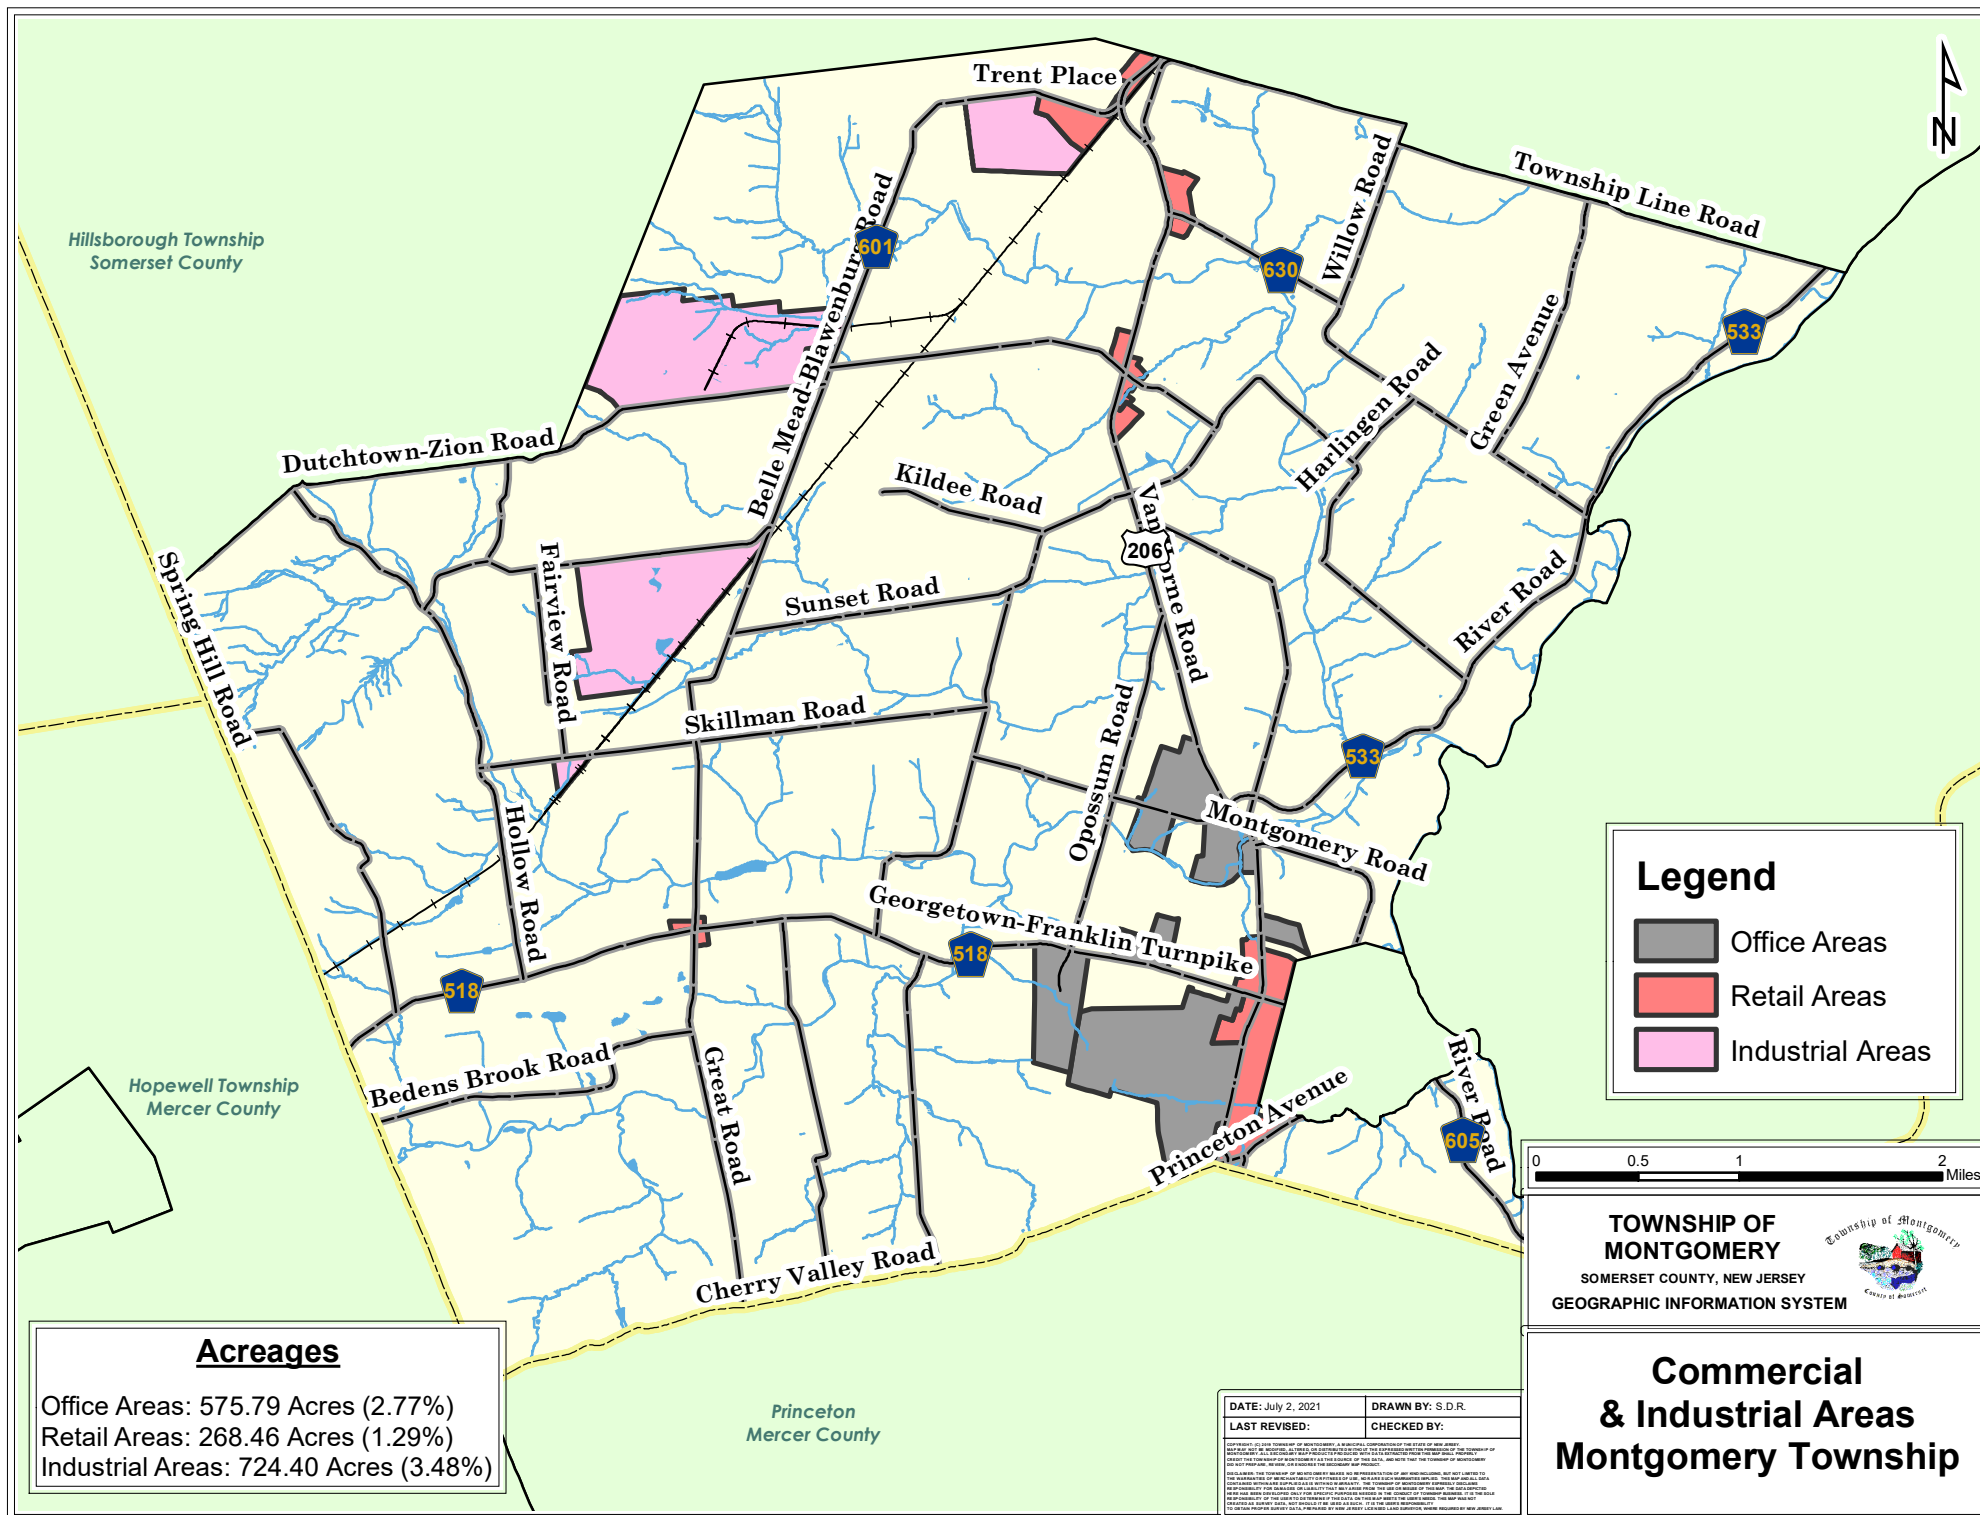 Trent Place
N
Township Line Road
Willow Road
Hillsborough Township
Somerset County
601
630
533
Green Avenue
Harlingen Road
Belle Mead-Blawenburg Road
Dutchtown-Zion Road
Kildee Road
Van Horne Road
206
Spring Hill Road
Fairview Road
Sunset Road
River Road
Skillman Road
Opossum Road
533
Montgomery Road
Hollow Road
Georgetown-Franklin Turnpike
518
518
Legend
Office Areas
Retail Areas
Industrial Areas
Bedens Brook Road
Great Road
Hopewell Township
Mercer County
Princeton Avenue
River Road
605
0 0.5 1 2
Miles
Cherry Valley Road
TOWNSHIP OF
MONTGOMERY
SOMERSET COUNTY, NEW JERSEY
GEOGRAPHIC INFORMATION SYSTEM
Township of Montgomery
County of Somerset
Acreages
Office Areas: 575.79 Acres (2.77%)
Retail Areas: 268.46 Acres (1.29%)
Industrial Areas: 724.40 Acres (3.48%)
Princeton
Mercer County
DATE: July 2, 2021 DRAWN BY: S.D.R.
LAST REVISED: CHECKED BY:
Commercial
& Industrial Areas
Montgomery Township